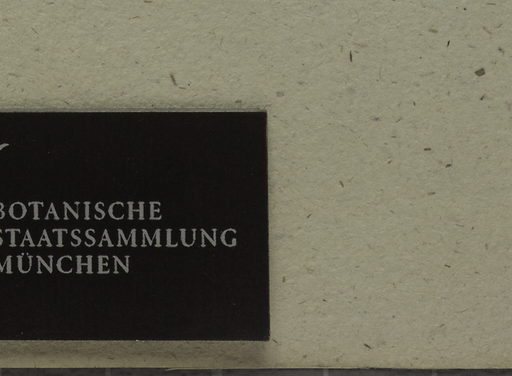 BOTANISCHE
STAATSSAMMLUNG
MÜNCHEN